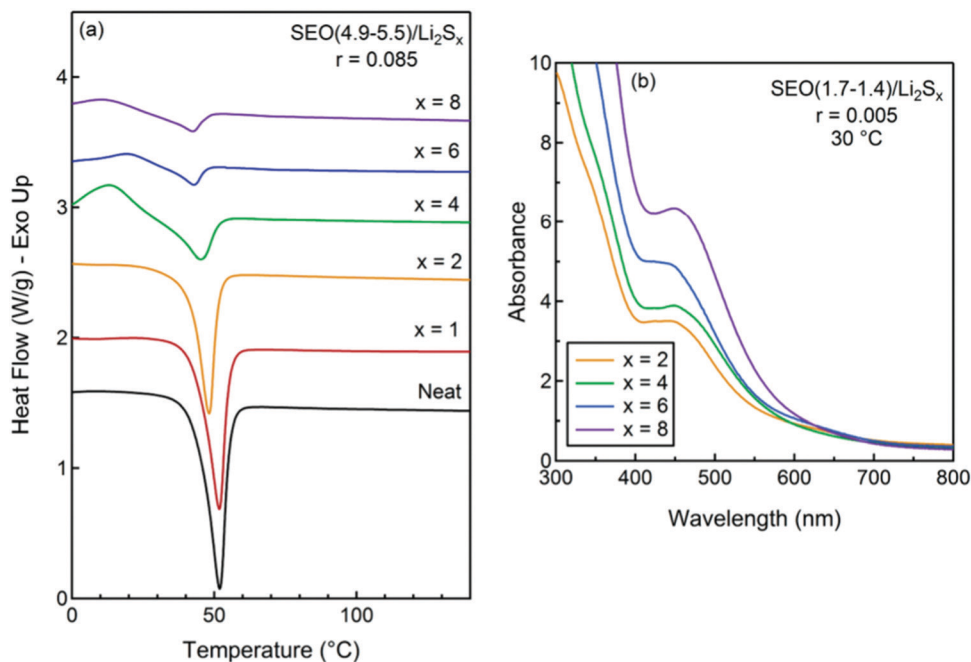 (a)
SEO(4.9-5.5)/Li₂Sₓ
r = 0.085
x = 8
x = 6
x = 4
x = 2
x = 1
Neat
4
3
2
1
0
0 50 100
Heat Flow (W/g) - Exo Up
Temperature (°C)
(b)
SEO(1.7-1.4)/Li₂Sₓ
r = 0.005
30 °C
10
8
6
4
2
0
x = 2
x = 4
x = 6
x = 8
300 400 500 600 700 800
Absorbance
Wavelength (nm)